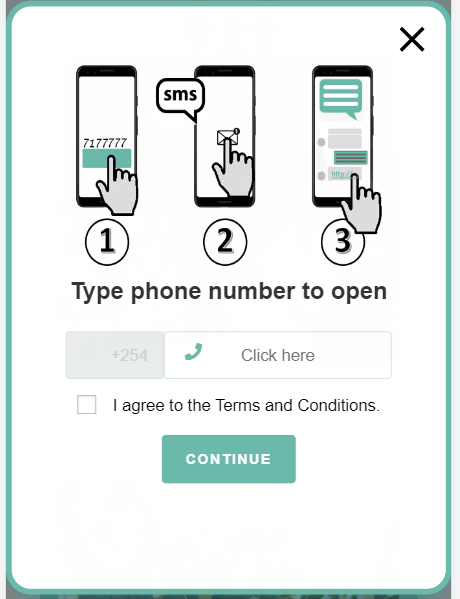 sms
7177777
http://
1
2
3
Type phone number to open
+254
Click here
I agree to the Terms and Conditions.
CONTINUE